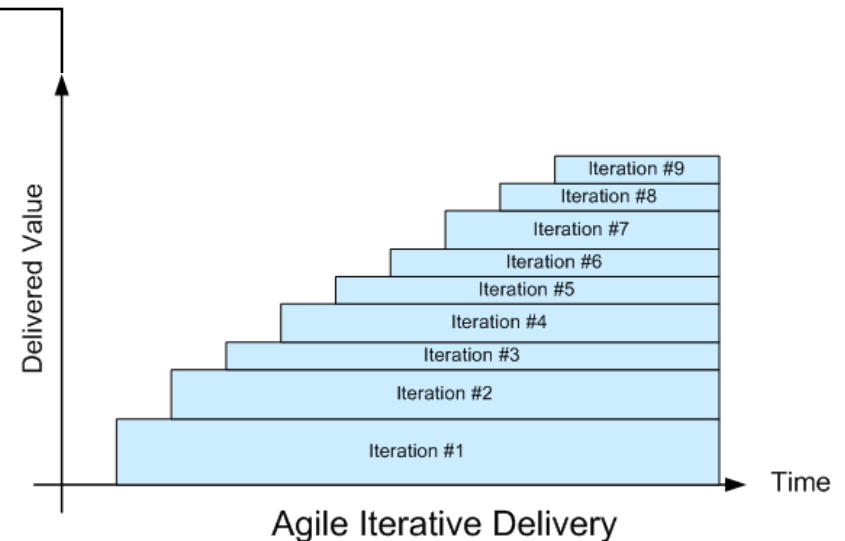 Delivered Value
Iteration #9
Iteration #8
Iteration #7
Iteration #6
Iteration #5
Iteration #4
Iteration #3
Iteration #2
Iteration #1
Time
Agile Iterative Delivery